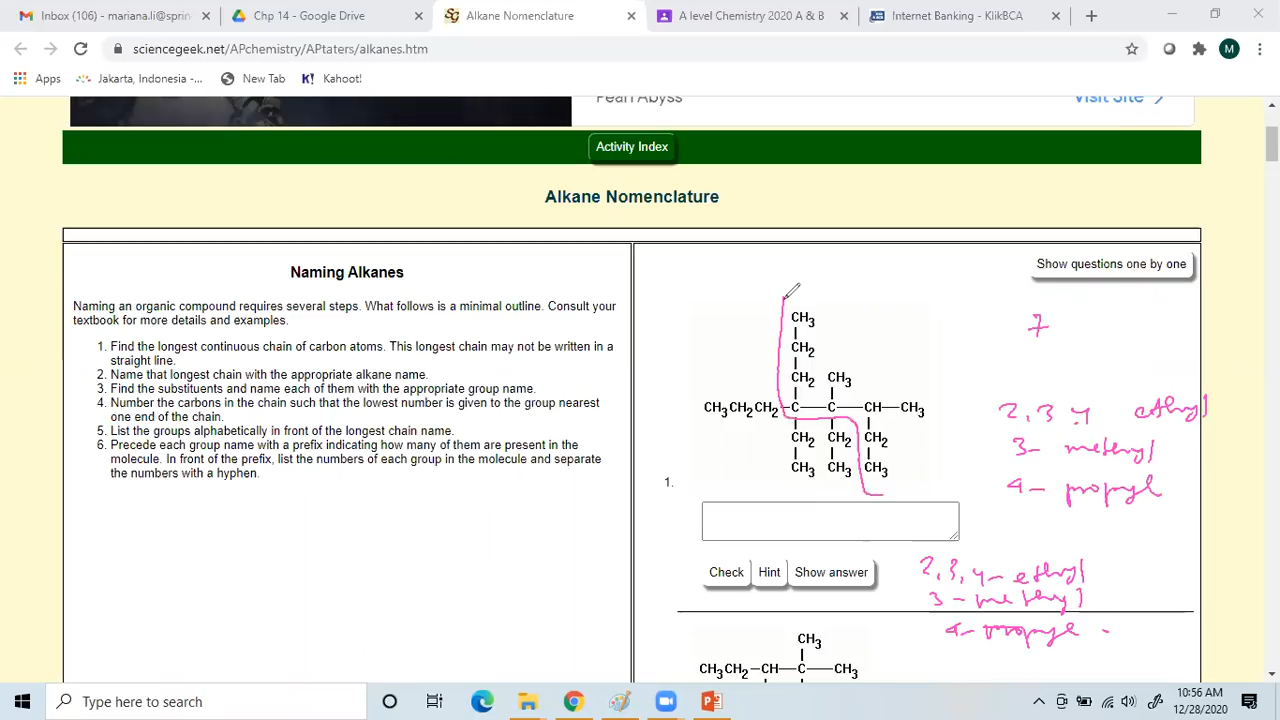 Inbox (106) - mariana.li@sprin
Chp 14 - Google Drive
Alkane Nomenclature
A level Chemistry 2020 A & B
Internet Banking - KlikBCA
sciencegeek.net/APchemistry/APtaters/alkanes.htm
M
Apps
Jakarta, Indonesia -...
New Tab
K! Kahoot!
Pearl Abyss
Visit Site
Activity Index
Alkane Nomenclature
Naming Alkanes
Naming an organic compound requires several steps. What follows is a minimal outline. Consult your
textbook for more details and examples.
1. Find the longest continuous chain of carbon atoms. This longest chain may not be written in a
straight line.
2. Name that longest chain with the appropriate alkane name.
3. Find the substituents and name each of them with the appropriate group name.
4. Number the carbons in the chain such that the lowest number is given to the group nearest
one end of the chain.
5. List the groups alphabetically in front of the longest chain name.
6. Precede each group name with a prefix indicating how many of them are present in the
molecule. In front of the prefix, list the numbers of each group in the molecule and separate
the numbers with a hyphen.
Show questions one by one
CH3
CH2
CH2 CH3
CH3CH2CH2—C—C—CH—CH3
CH2 CH2 CH2
CH3 CH3 CH3
1.
7
2,3 4 ethyl
3- methyl
4- propyl
Check
Hint
Show answer
2,3,4- ethyl
3- methyl
4- propyl -
CH3
CH3CH2—CH—C—CH3
Type here to search
10:56 AM
12/28/2020